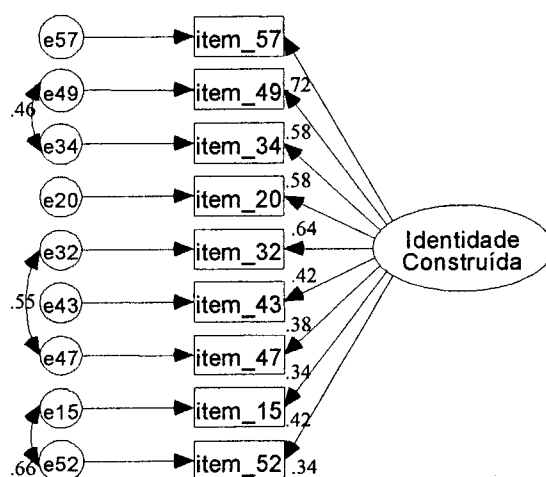 e57 item_57
e49 item_49 .72
.46
e34 item_34 .58
e20 item_20 .58
e32 item_32 .64
Identidade
Construída
.55
e43 item_43 .42
e47 item_47 .38
e15 item_15 .34
.42
e52 item_52 .34
.66